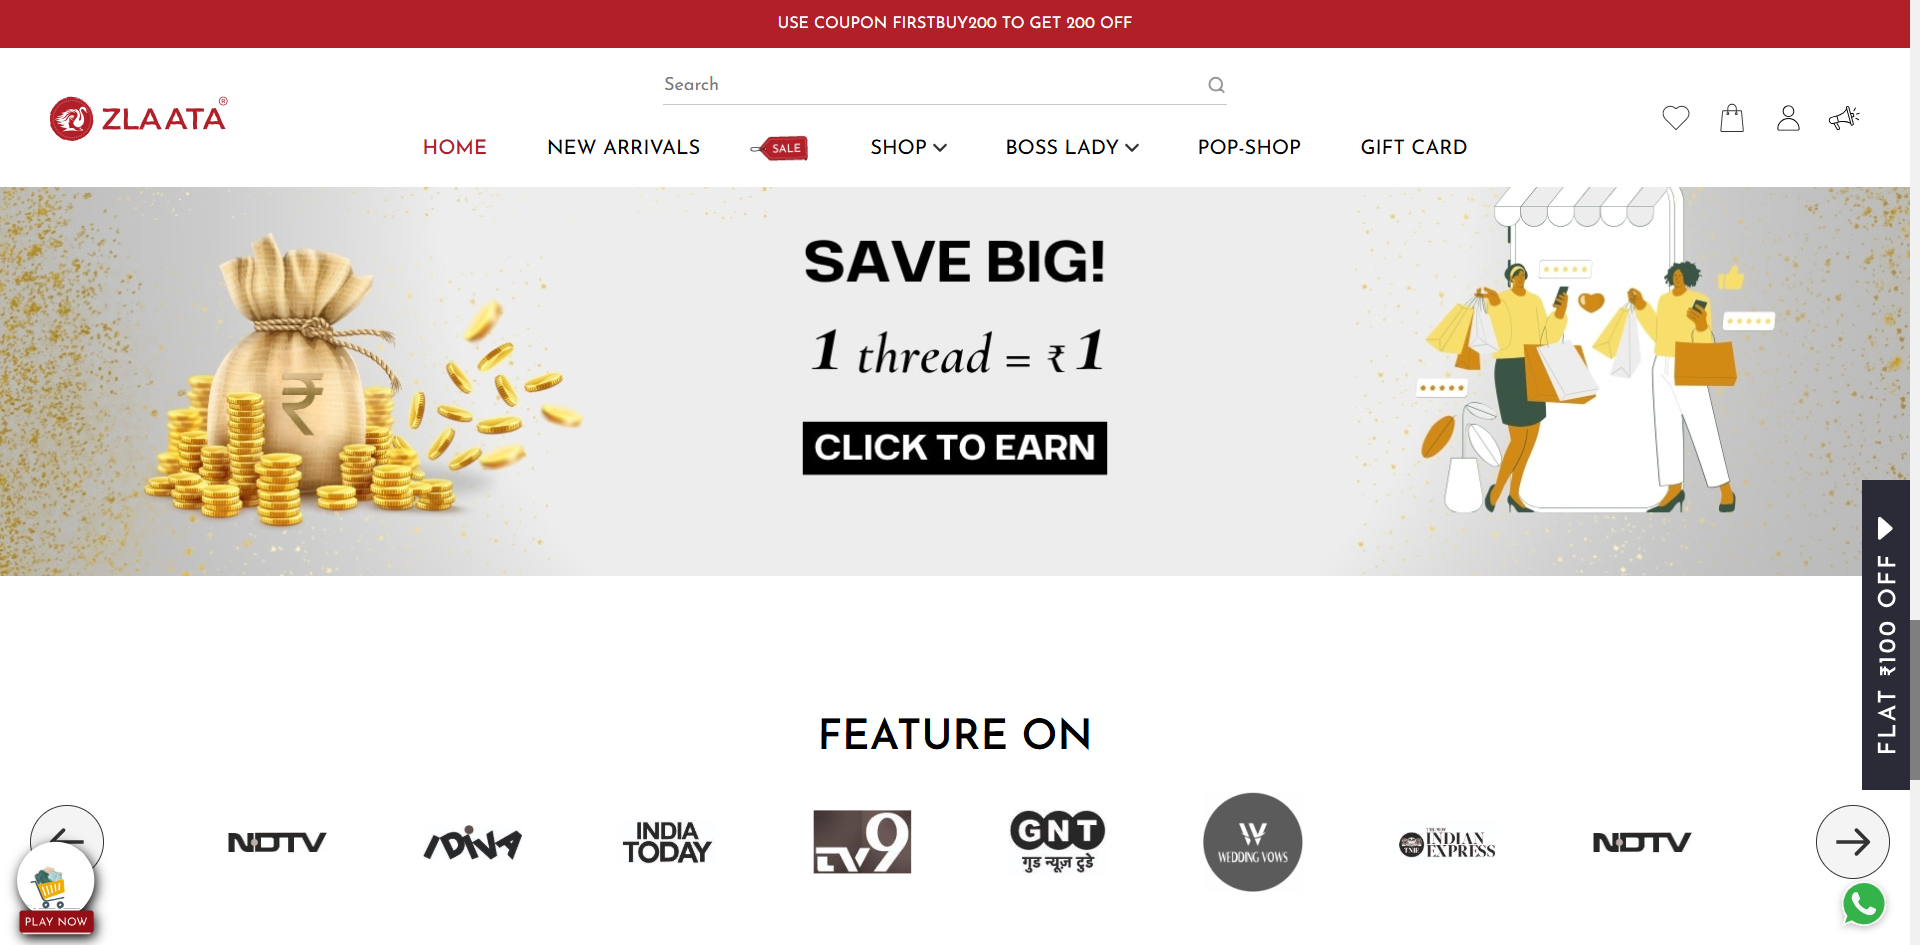 USE COUPON FIRSTBUY200 TO GET 200 OFF
Search
ZLAATA®
HOME
NEW ARRIVALS
SALE
SHOP
BOSS LADY
POP-SHOP
GIFT CARD
SAVE BIG!
1 thread = ₹ 1
CLICK TO EARN
₹
FLAT ₹100 OFF
FEATURE ON
NDTV
iDIVA
INDIA
TODAY
TV9
GNT
गुड न्यूज़ टुडे
W
WEDDING VOWS
THE NEW
INDIAN
EXPRESS
TNIE
NDTV
PLAY NOW